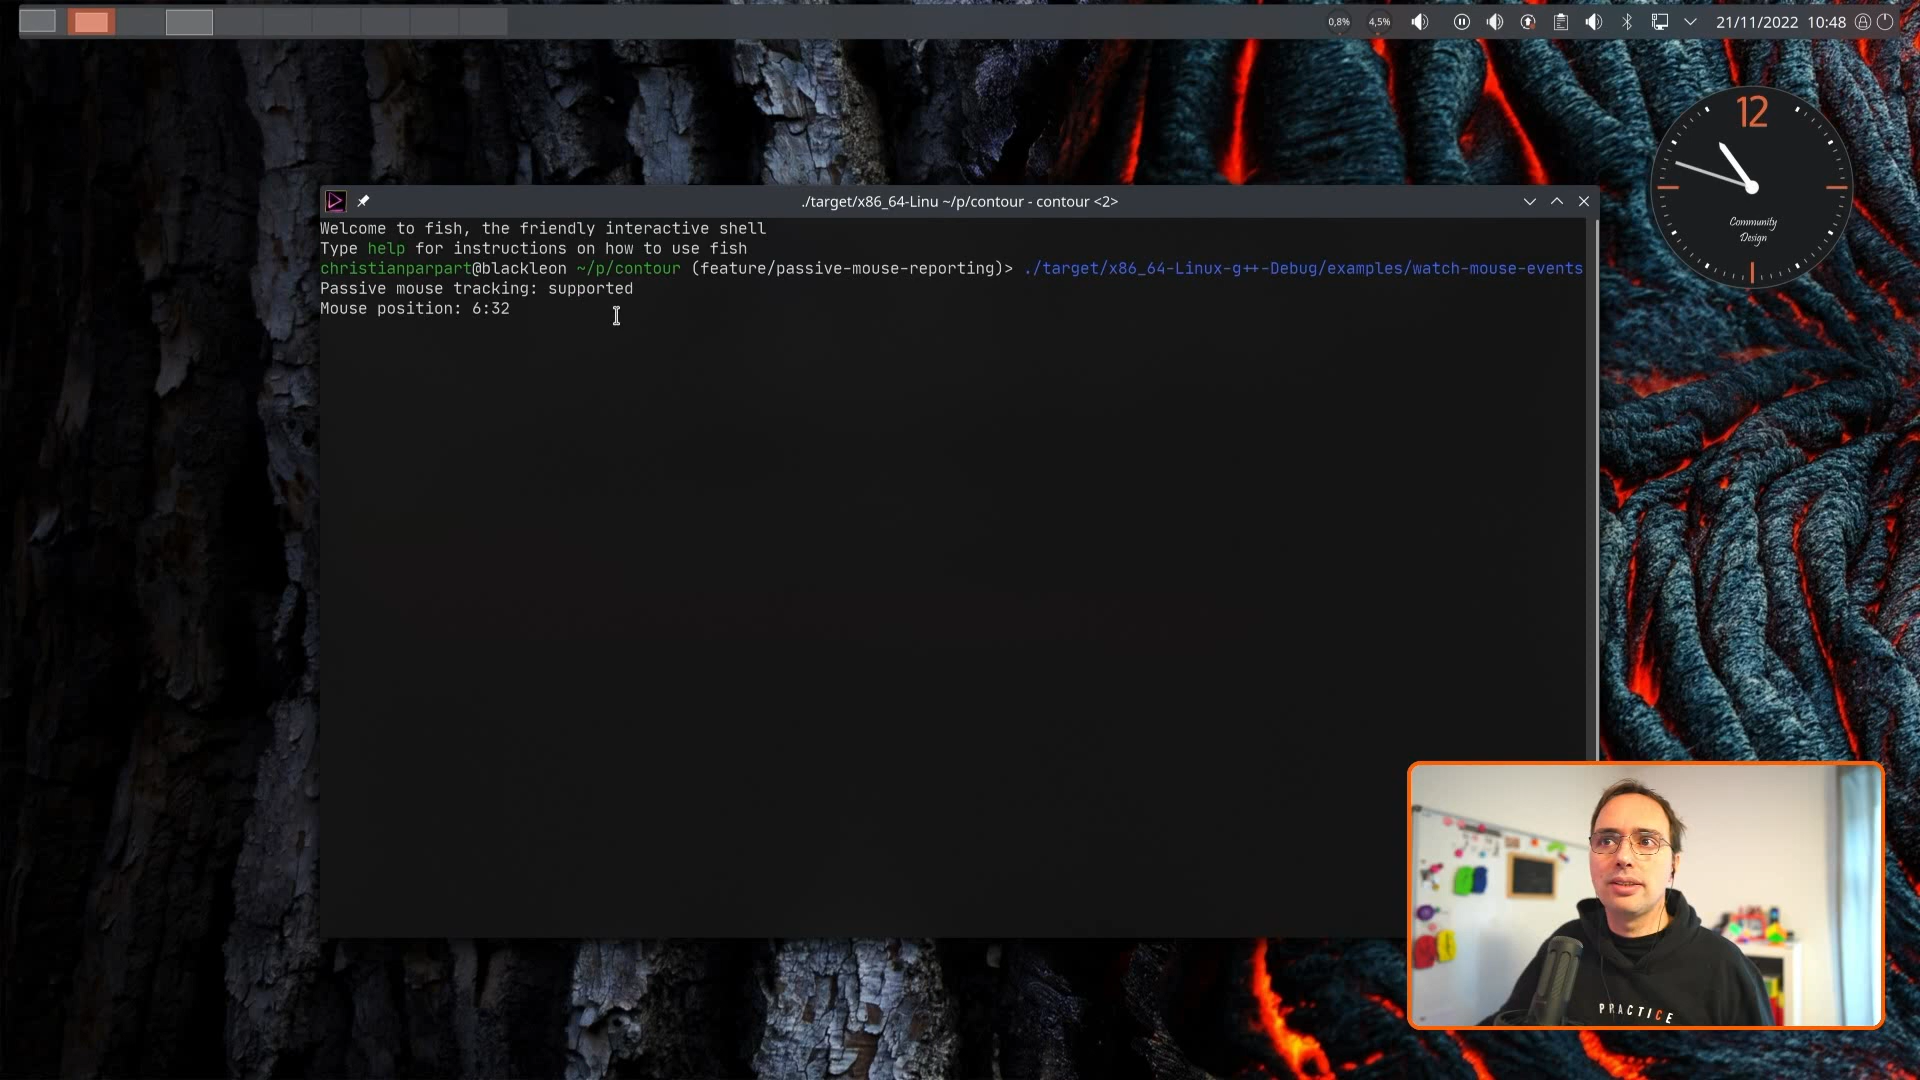 0,8% 4,5% 21/11/2022 10:48
12
Community
Design
./target/x86_64-Linu ~/p/contour - contour <2>
Welcome to fish, the friendly interactive shell
Type help for instructions on how to use fish
christianparpart@blackleon ~/p/contour (feature/passive-mouse-reporting)> ./target/x86_64-Linux-g++-Debug/examples/watch-mouse-events
Passive mouse tracking: supported
Mouse position: 6:32
PRACTICE